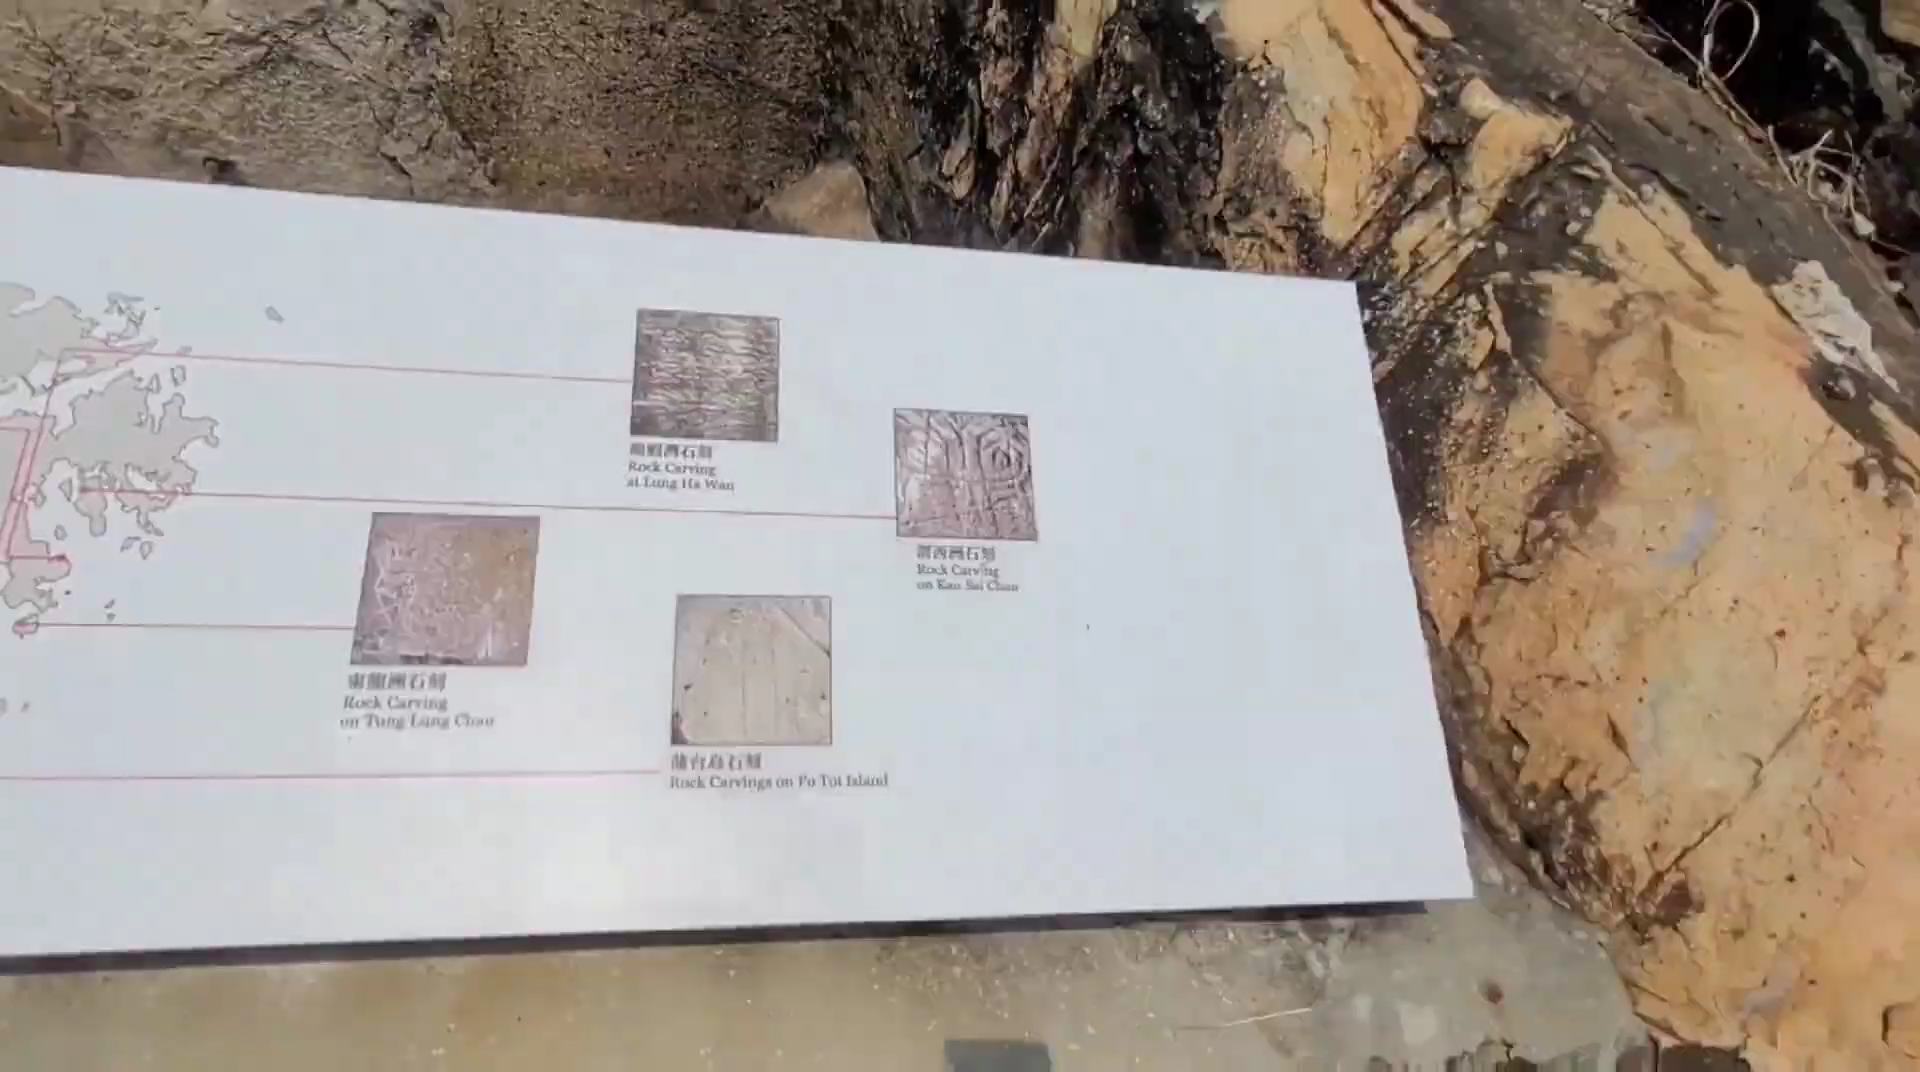 龍蝦灣石刻
Rock Carving
at Lung Ha Wan
滘西洲石刻
Rock Carving
on Kau Sai Chau
東龍洲石刻
Rock Carving
on Tung Lung Chau
蒲台島石刻
Rock Carvings on Po Toi Island